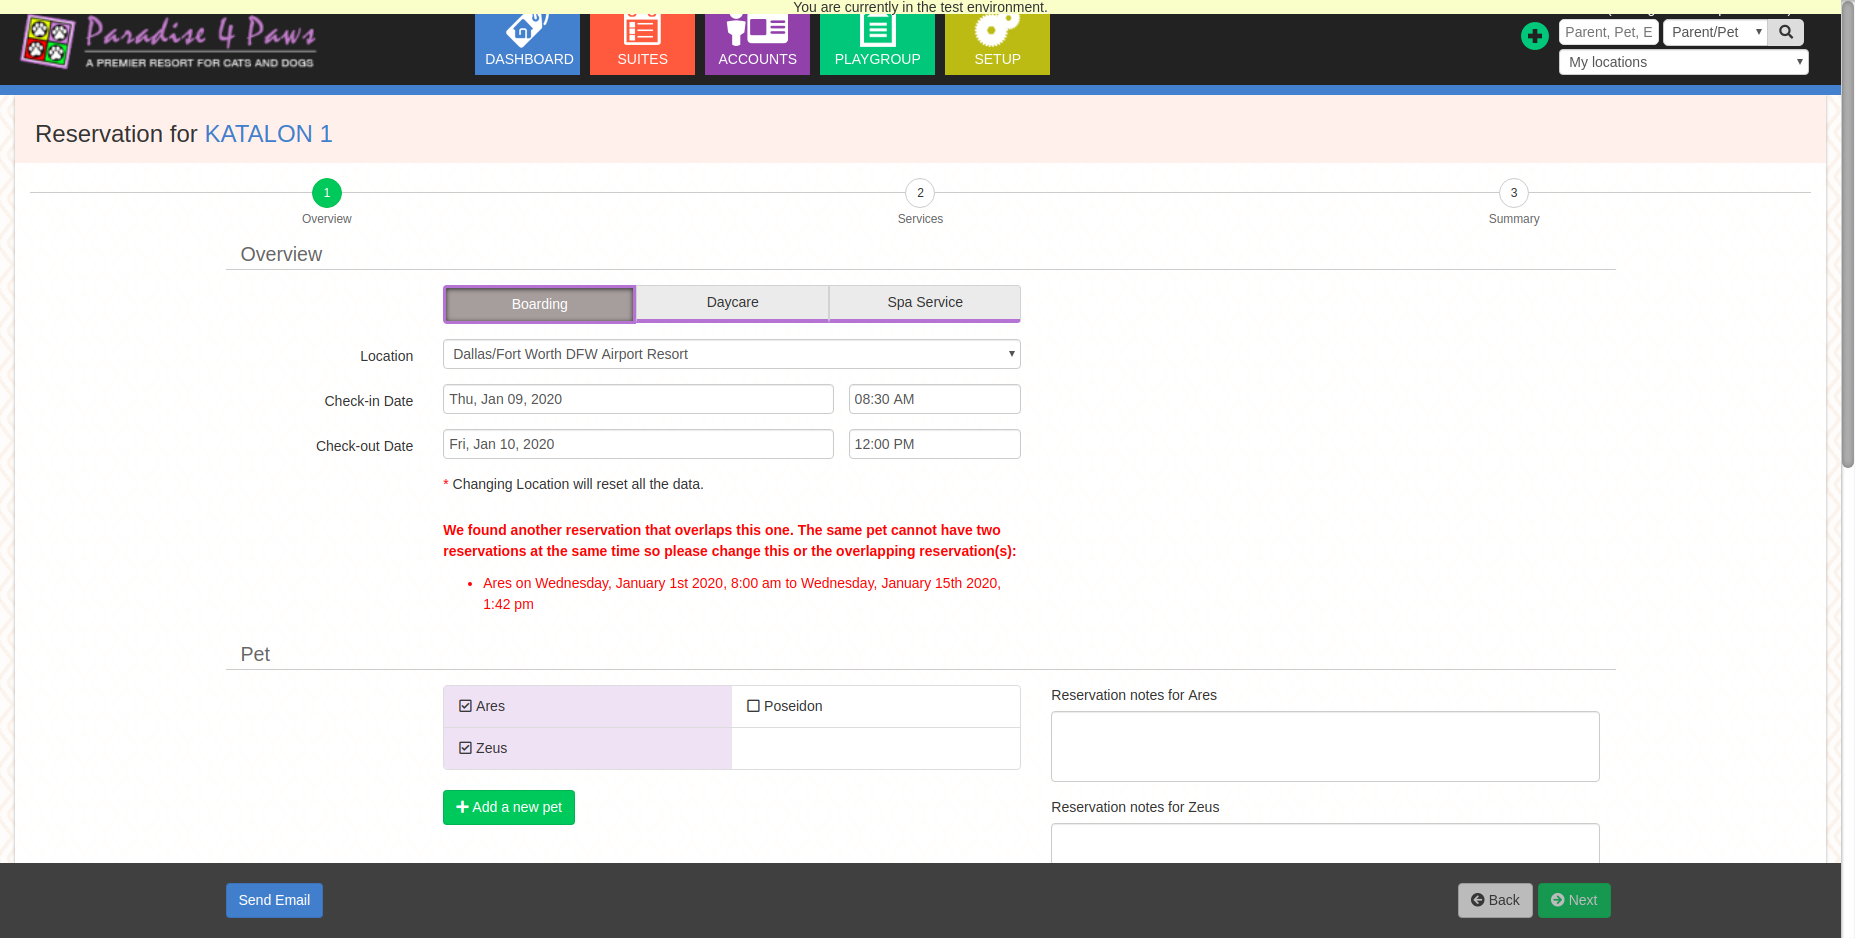 You are currently in the test environment.
Paradise 4 Paws
A PREMIER RESORT FOR CATS AND DOGS
DASHBOARD
SUITES
ACCOUNTS
PLAYGROUP
SETUP
Parent, Pet, E
Parent/Pet
My locations
Reservation for KATALON 1
1
2
3
Overview
Services
Summary
Overview
Boarding
Daycare
Spa Service
Location
Dallas/Fort Worth DFW Airport Resort
Check-in Date
Thu, Jan 09, 2020
08:30 AM
Check-out Date
Fri, Jan 10, 2020
12:00 PM
* Changing Location will reset all the data.
We found another reservation that overlaps this one. The same pet cannot have two
reservations at the same time so please change this or the overlapping reservation(s):
• Ares on Wednesday, January 1st 2020, 8:00 am to Wednesday, January 15th 2020,
1:42 pm
Pet
Ares
Poseidon
Zeus
Add a new pet
Reservation notes for Ares
Reservation notes for Zeus
Send Email
Back
Next